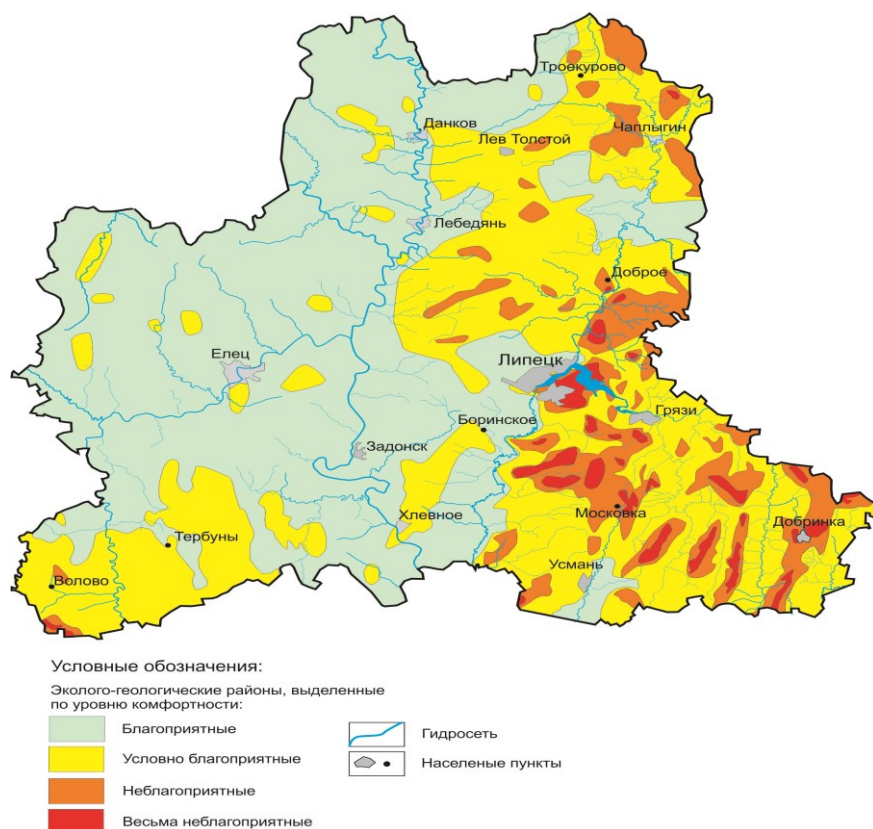 Троекурово
Данков
Лев Толстой
Чаплыгин
Лебедянь
Доброе
Елец
Липецк
Грязи
Боринское
Задонск
Хлевное
Московка
Добринка
Тербуны
Усмань
Волово
Условные обозначения:
Эколого-геологические районы, выделенные
по уровню комфортности:
Благоприятные
Условно благоприятные
Неблагоприятные
Весьма неблагоприятные
Гидросеть
Населеные пункты